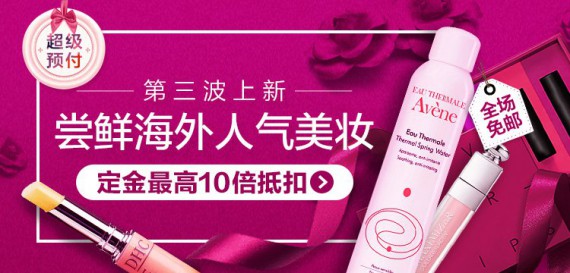 超级
预付
第三波上新
尝鲜海外人气美妆
定金最高10倍抵扣
全场
免邮
EAU THERMALE
Avène
Eau Thermale
Thermal Spring Water
DHC